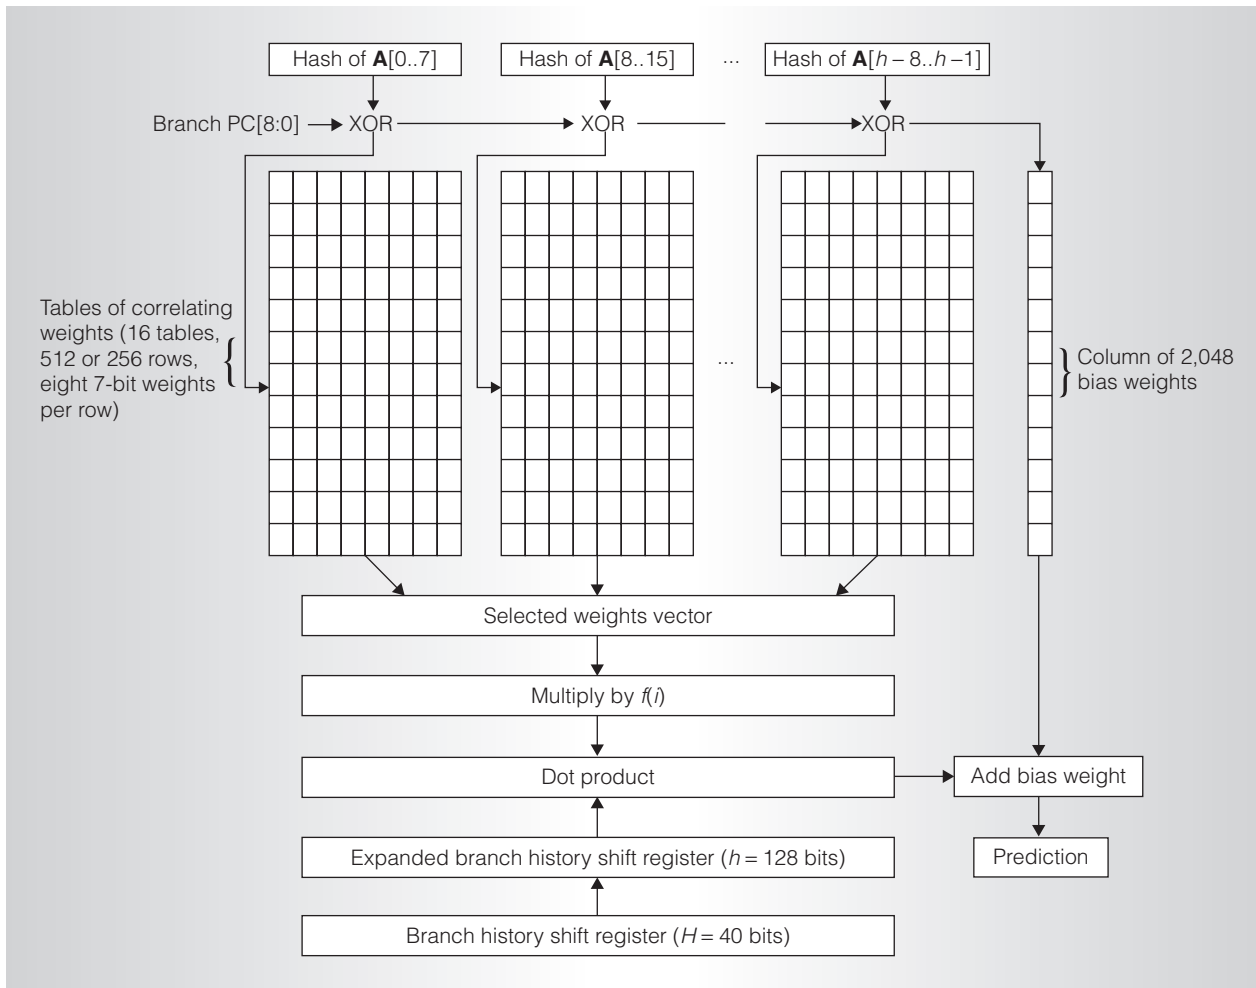 Hash of A[0..7]
Hash of A[8..15]
...
Hash of A[h – 8..h –1]
Branch PC[8:0]
XOR
XOR
XOR
Tables of correlating
weights (16 tables,
512 or 256 rows,
eight 7-bit weights
per row)
...
Column of 2,048
bias weights
Selected weights vector
Multiply by f(i)
Dot product
Add bias weight
Expanded branch history shift register (h = 128 bits)
Prediction
Branch history shift register (H = 40 bits)